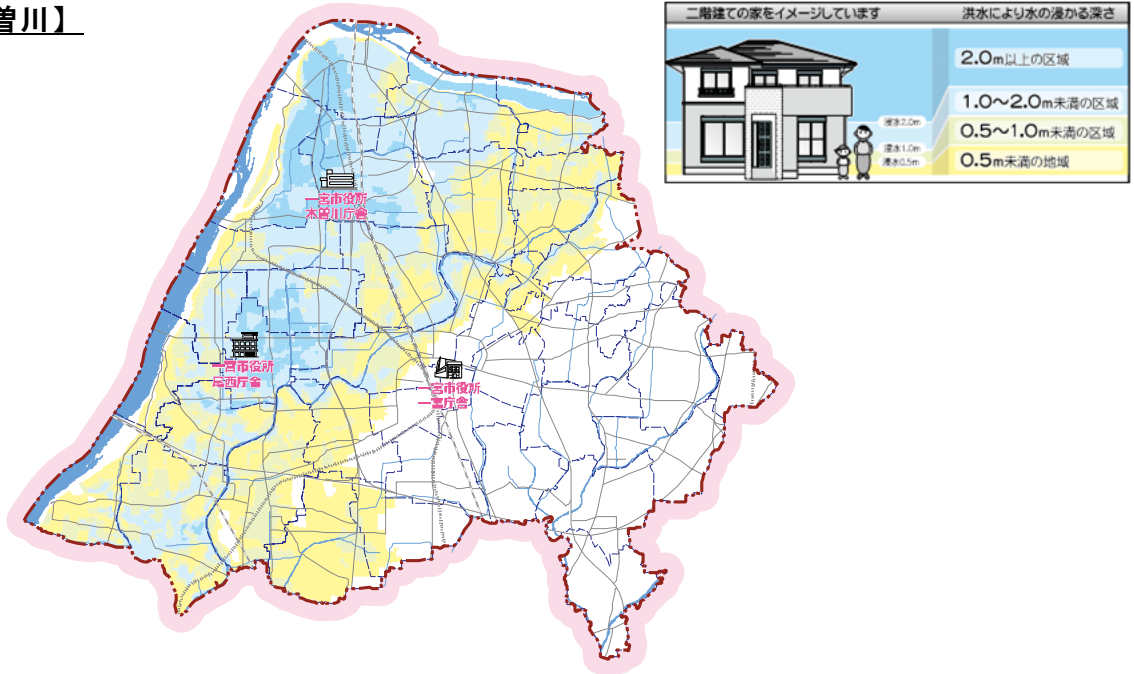 曽川】
二階建ての家をイメージしています
洪水により水の浸かる深さ
2.0m以上の区域
1.0～2.0m未満の区域
0.5～1.0m未満の区域
0.5m未満の地域
浸水2.0m
浸水1.0m
浸水0.5m
一宮市役所
木曽川庁舎
一宮市役所
尾西庁舎
一宮市役所
一宮庁舎